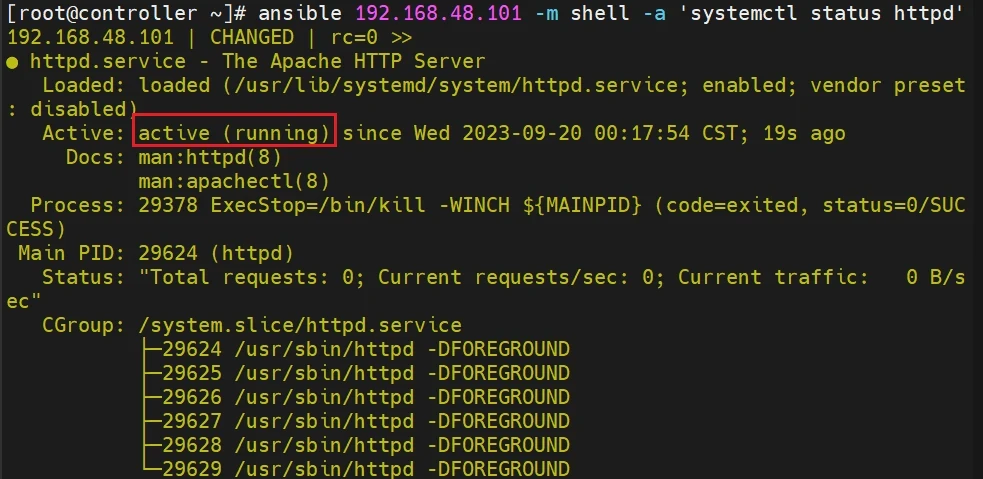 [root@controller ~]# ansible 192.168.48.101 -m shell -a 'systemctl status httpd'
192.168.48.101 | CHANGED | rc=0 >>
● httpd.service - The Apache HTTP Server
   Loaded: loaded (/usr/lib/systemd/system/httpd.service; enabled; vendor preset
: disabled)
   Active: active (running) since Wed 2023-09-20 00:17:54 CST; 19s ago
     Docs: man:httpd(8)
           man:apachectl(8)
  Process: 29378 ExecStop=/bin/kill -WINCH ${MAINPID} (code=exited, status=0/SUC
CESS)
 Main PID: 29624 (httpd)
   Status: "Total requests: 0; Current requests/sec: 0; Current traffic:   0 B/s
ec"
   CGroup: /system.slice/httpd.service
           ├─29624 /usr/sbin/httpd -DFOREGROUND
           ├─29625 /usr/sbin/httpd -DFOREGROUND
           ├─29626 /usr/sbin/httpd -DFOREGROUND
           ├─29627 /usr/sbin/httpd -DFOREGROUND
           ├─29628 /usr/sbin/httpd -DFOREGROUND
           └─29629 /usr/sbin/httpd -DFOREGROUND